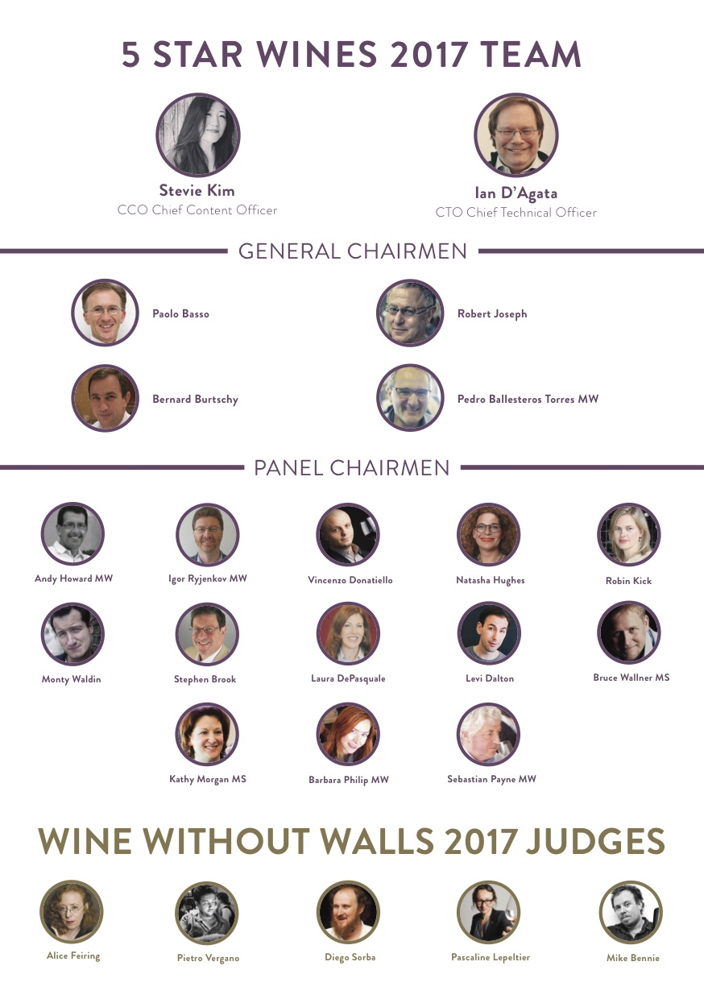 5 STAR WINES 2017 TEAM
Stevie Kim
CCO Chief Content Officer
Ian D'Agata
CTO Chief Technical Officer
GENERAL CHAIRMEN
Paolo Basso
Robert Joseph
Bernard Burtschy
Pedro Ballesteros Torres MW
PANEL CHAIRMEN
Andy Howard MW
Igor Ryjenkov MW
Vincenzo Donatiello
Natasha Hughes
Robin Kick
Monty Waldin
Stephen Brook
Laura DePasquale
Levi Dalton
Bruce Wallner MS
Kathy Morgan MS
Barbara Philip MW
Sebastian Payne MW
WINE WITHOUT WALLS 2017 JUDGES
Alice Feiring
Pietro Vergano
Diego Sorba
Pascaline Lepeltier
Mike Bennie